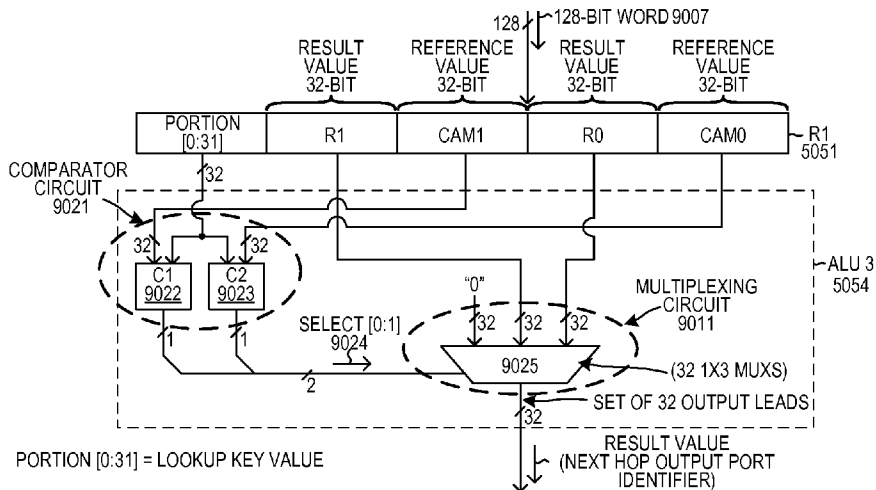 128
128-BIT WORD 9007
RESULT VALUE 32-BIT
REFERENCE VALUE 32-BIT
RESULT VALUE 32-BIT
REFERENCE VALUE 32-BIT
PORTION [0:31]
R1
CAM1
R0
CAM0
R1 5051
COMPARATOR CIRCUIT 9021
32
32
32
C1 9022
C2 9023
1
1
SELECT [0:1] 9024
2
"0"
32
32
32
MULTIPLEXING CIRCUIT 9011
ALU 3 5054
9025
(32 1X3 MUXS)
SET OF 32 OUTPUT LEADS
32
PORTION [0:31] = LOOKUP KEY VALUE
RESULT VALUE
(NEXT HOP OUTPUT PORT
IDENTIFIER)